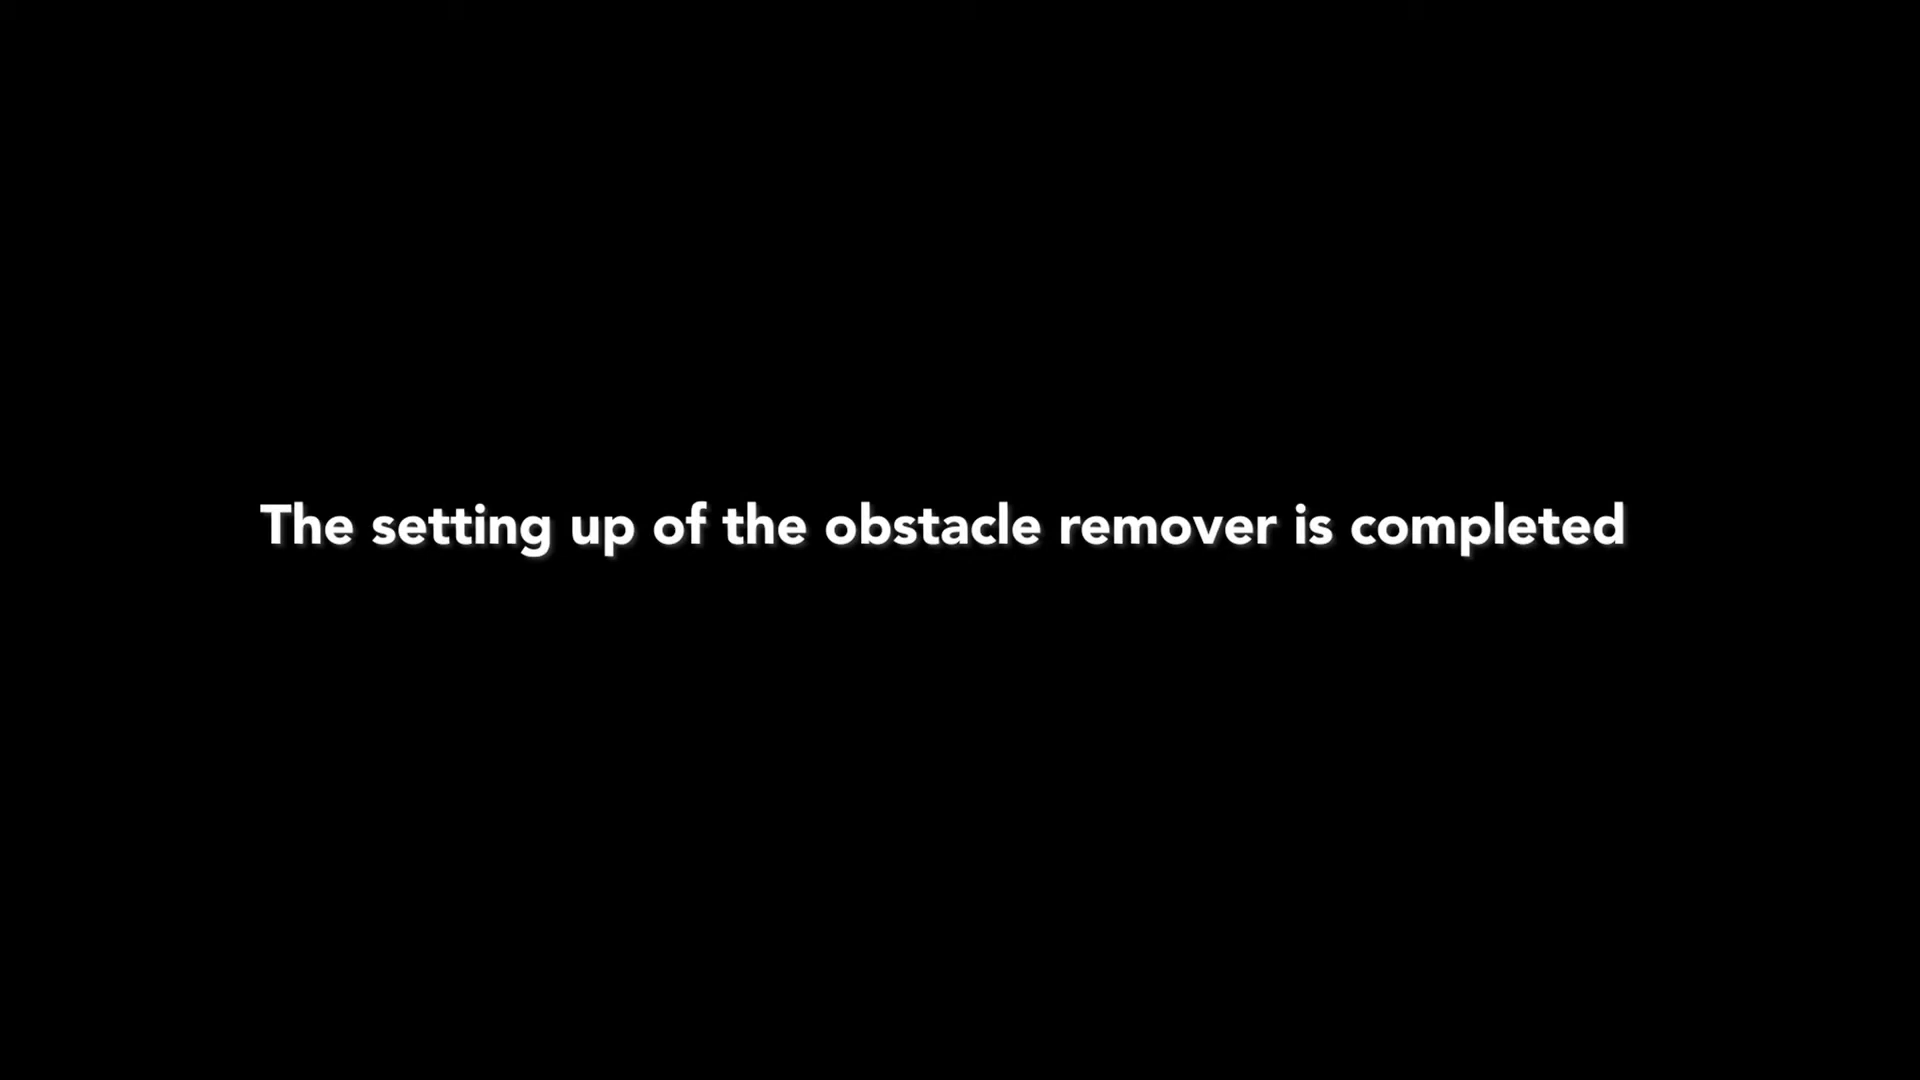 The setting up of the obstacle remover is completed